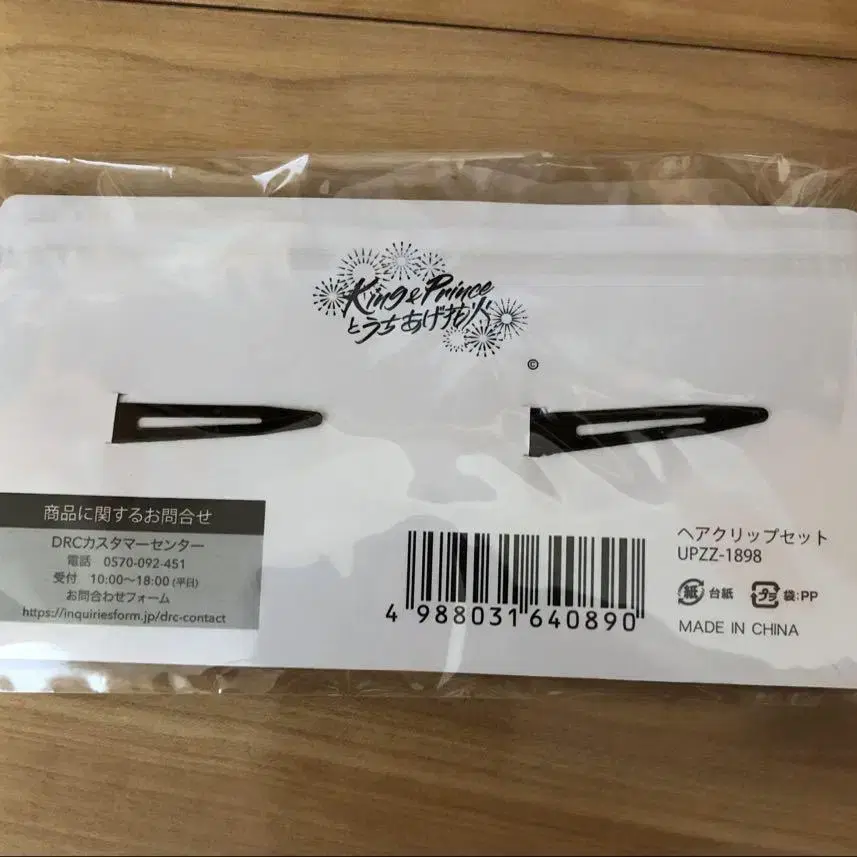 King & Prince
とうちあげ花火
©
商品に関するお問合せ
DRCカスタマーセンター
電話 0570-092-451
受付 10:00〜18:00(平日)
お問合わせフォーム
https://inquiriesform.jp/drc-contact
4 988031 640890
ヘアクリップセット
UPZZ-1898
紙 台紙 プラ 袋:PP
MADE IN CHINA